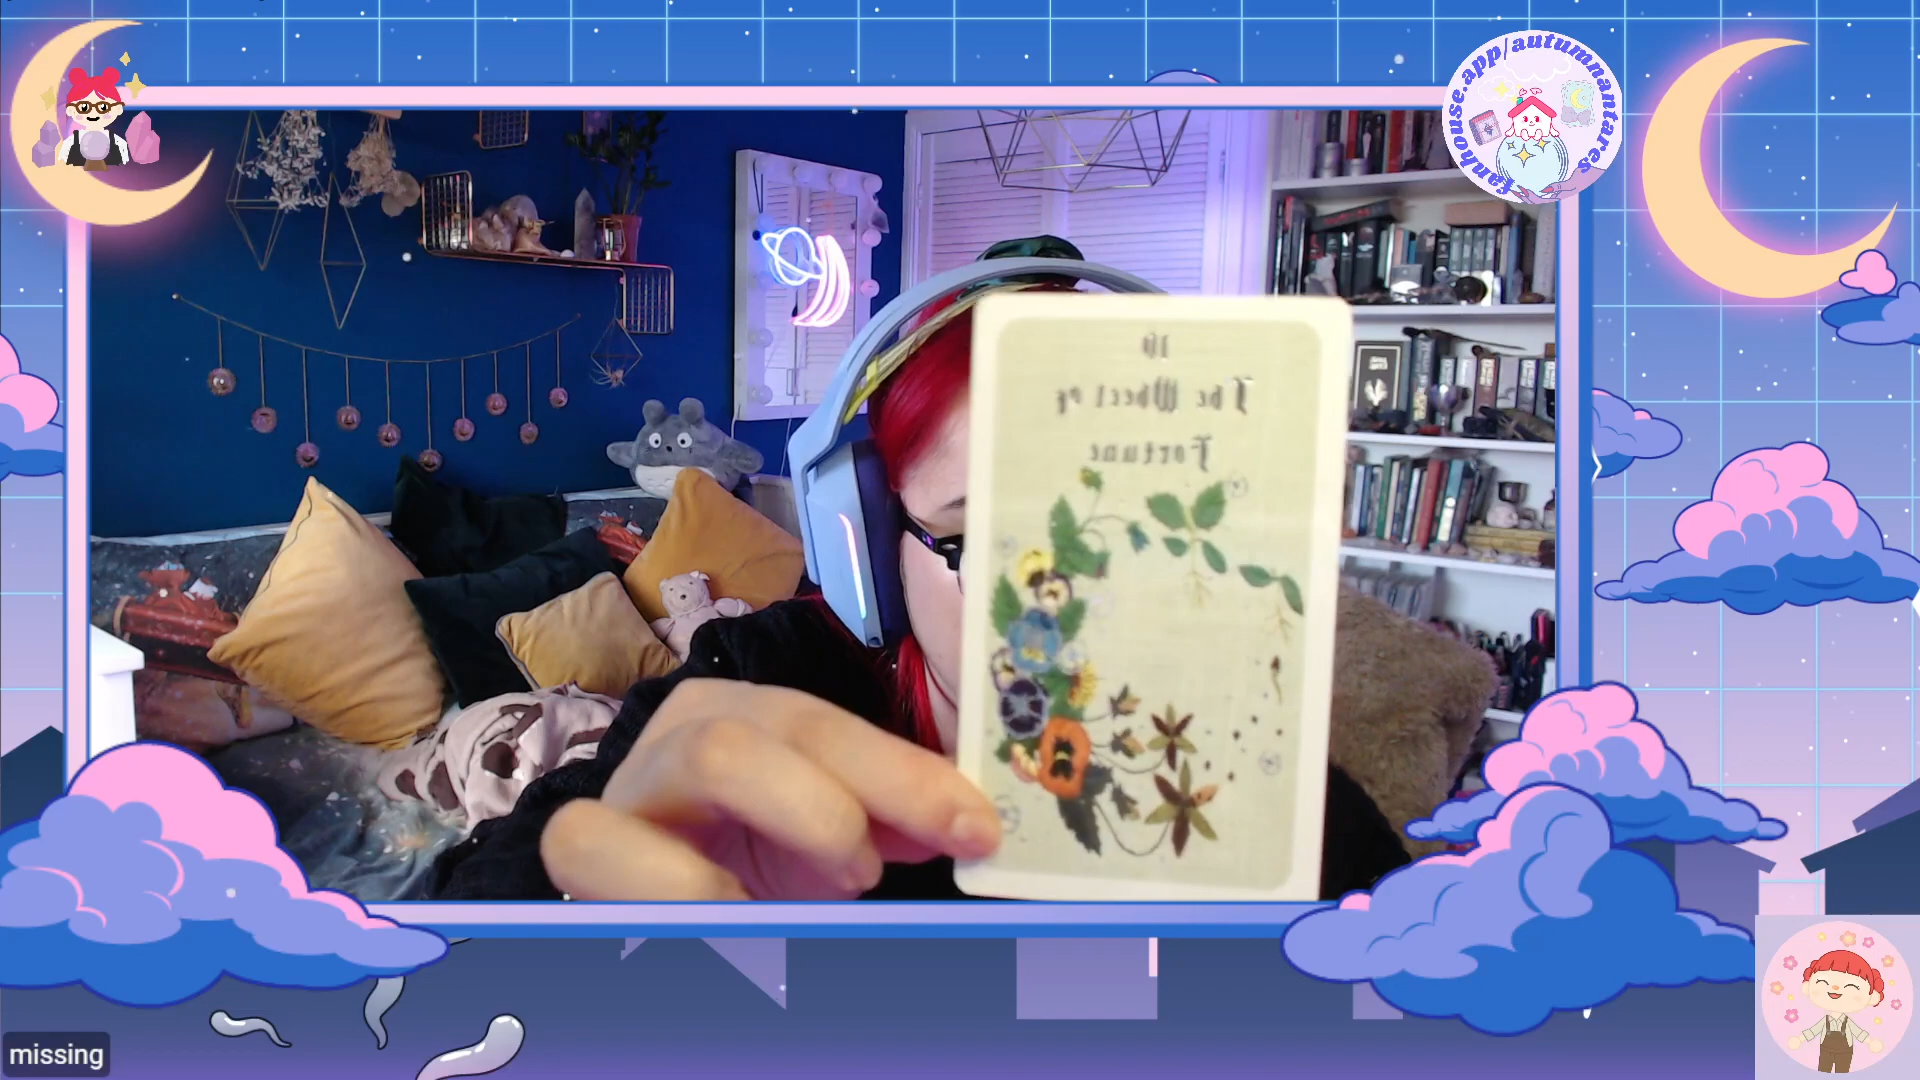 fanhouse.app/autumnantares
10
The Wheel of
Fortune
missing